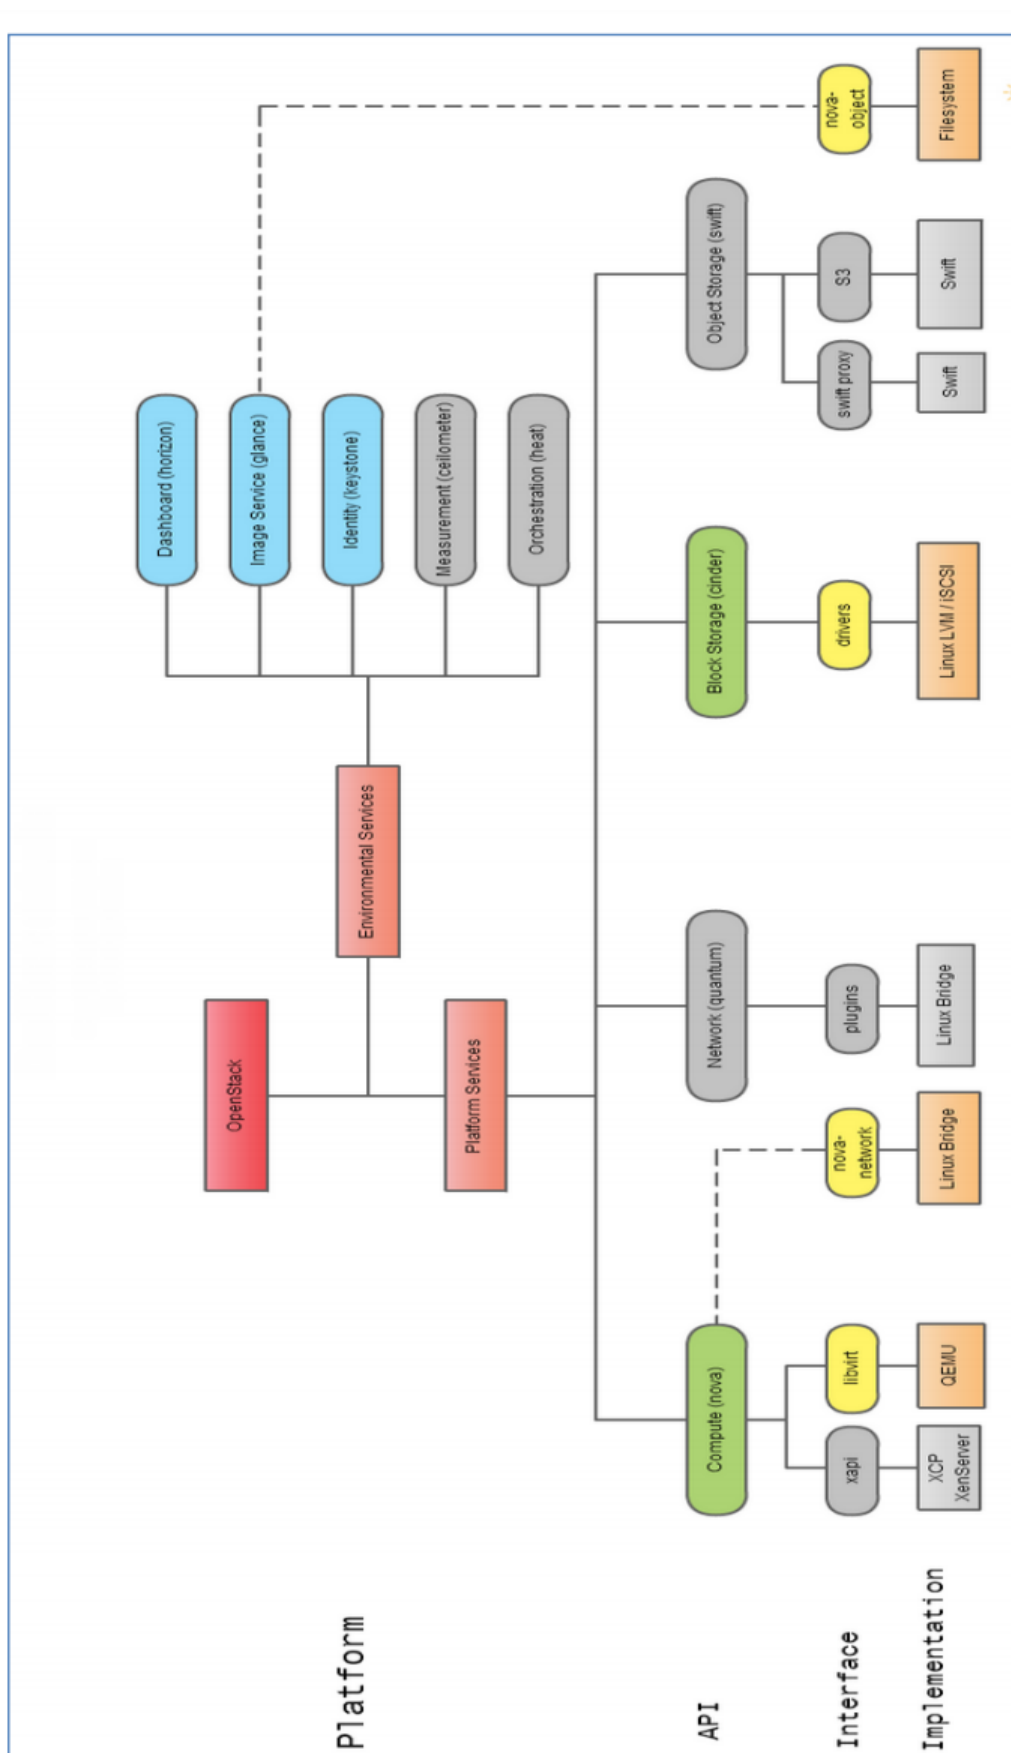 OpenStack
Environmental Services
Platform Services
Dashboard (horizon)
Image Service (glance)
Identity (keystone)
Measurement (ceilometer)
Orchestration (heat)
Platform
API
Compute (nova)
Network (quantum)
Block Storage (cinder)
Object Storage (swift)
Interface
xapi
libvirt
nova-
network
plugins
drivers
swift proxy
S3
nova-
object
Implementation
XCP
XenServer
QEMU
Linux Bridge
Linux Bridge
Linux LVM / iSCSI
Swift
Swift
Filesystem